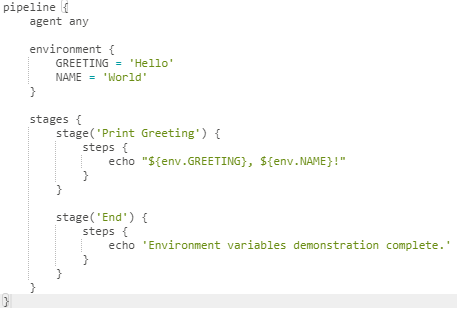 pipeline {
    agent any

    environment {
        GREETING = 'Hello'
        NAME = 'World'
    }

    stages {
        stage('Print Greeting') {
            steps {
                echo "${env.GREETING}, ${env.NAME}!"
            }
        }

        stage('End') {
            steps {
                echo 'Environment variables demonstration complete.'
            }
        }
    }
}